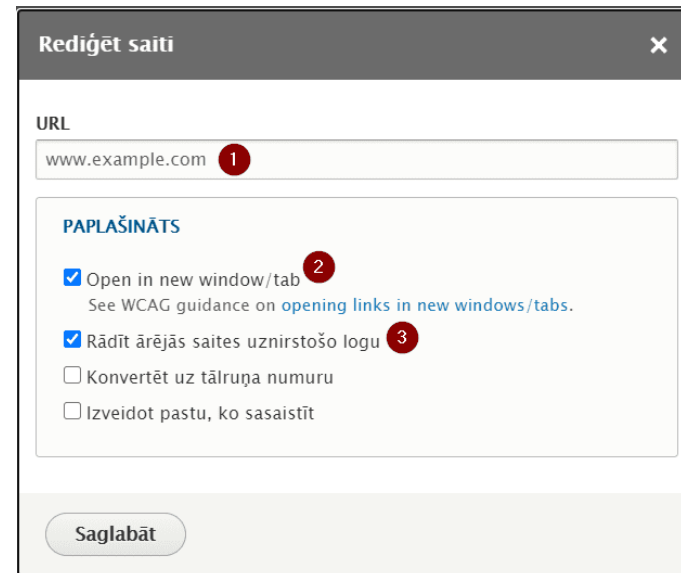 Rediģēt saiti ×
URL
www.example.com 1
PAPLAŠINĀTS
Open in new window/tab 2
See WCAG guidance on opening links in new windows/tabs.
Rādīt ārējās saites uznirstošo logu 3
Konvertēt uz tālruņa numuru
Izveidot pastu, ko sasaistīt
Saglabāt